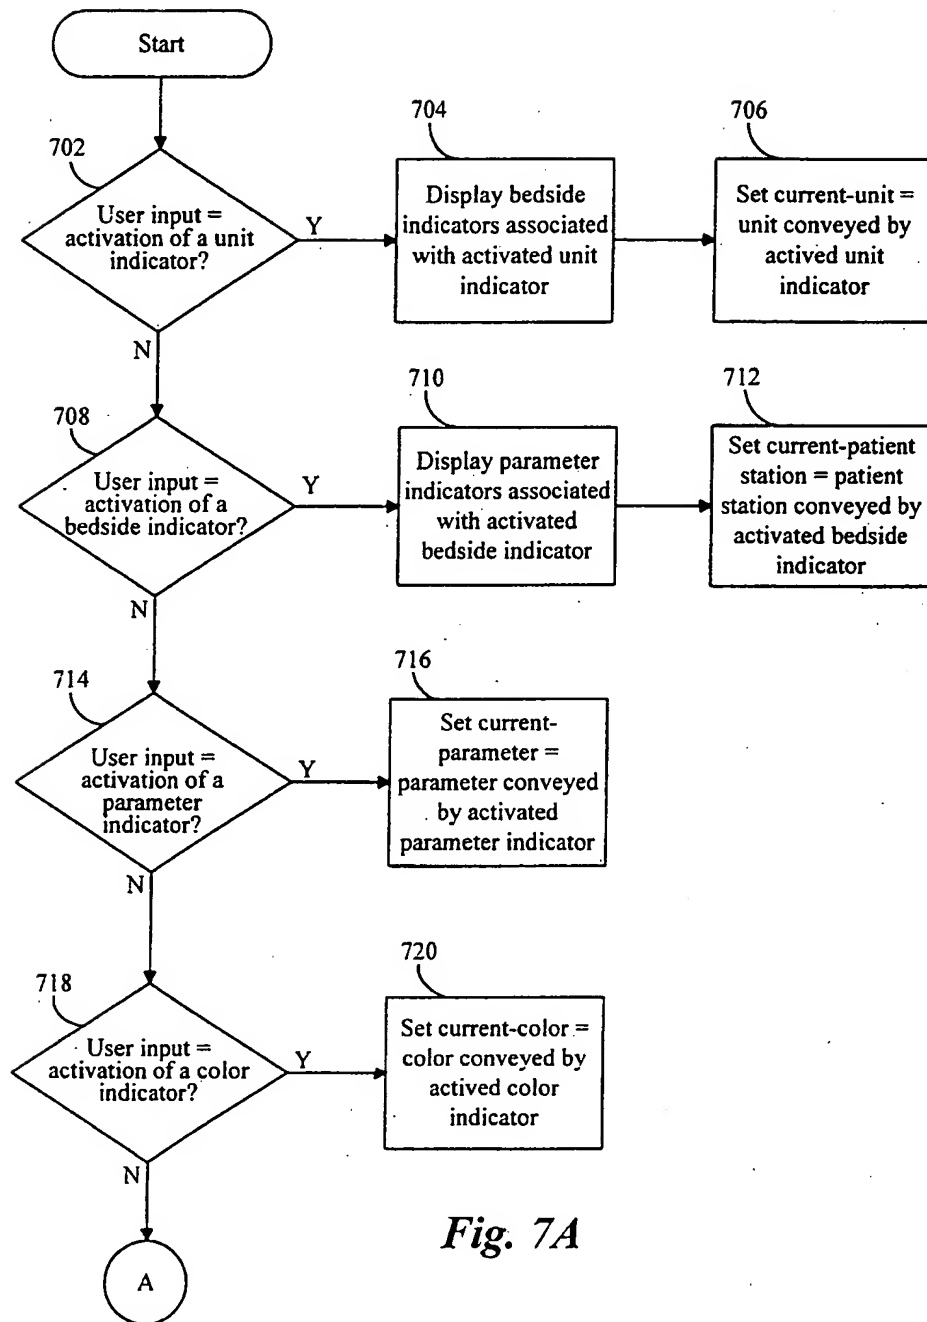 Start
702
User input =
activation of a unit
indicator?
Y
N
704
Display bedside
indicators associated
with activated unit
indicator
706
Set current-unit =
unit conveyed by
actived unit
indicator
708
User input =
activation of a
bedside indicator?
Y
N
710
Display parameter
indicators associated
with activated
bedside indicator
712
Set current-patient
station = patient
station conveyed by
activated bedside
indicator
714
User input =
activation of a
parameter
indicator?
Y
N
716
Set current-
parameter =
parameter conveyed
by activated
parameter indicator
718
User input =
activation of a color
indicator?
Y
N
720
Set current-color =
color conveyed by
actived color
indicator
A
Fig. 7A